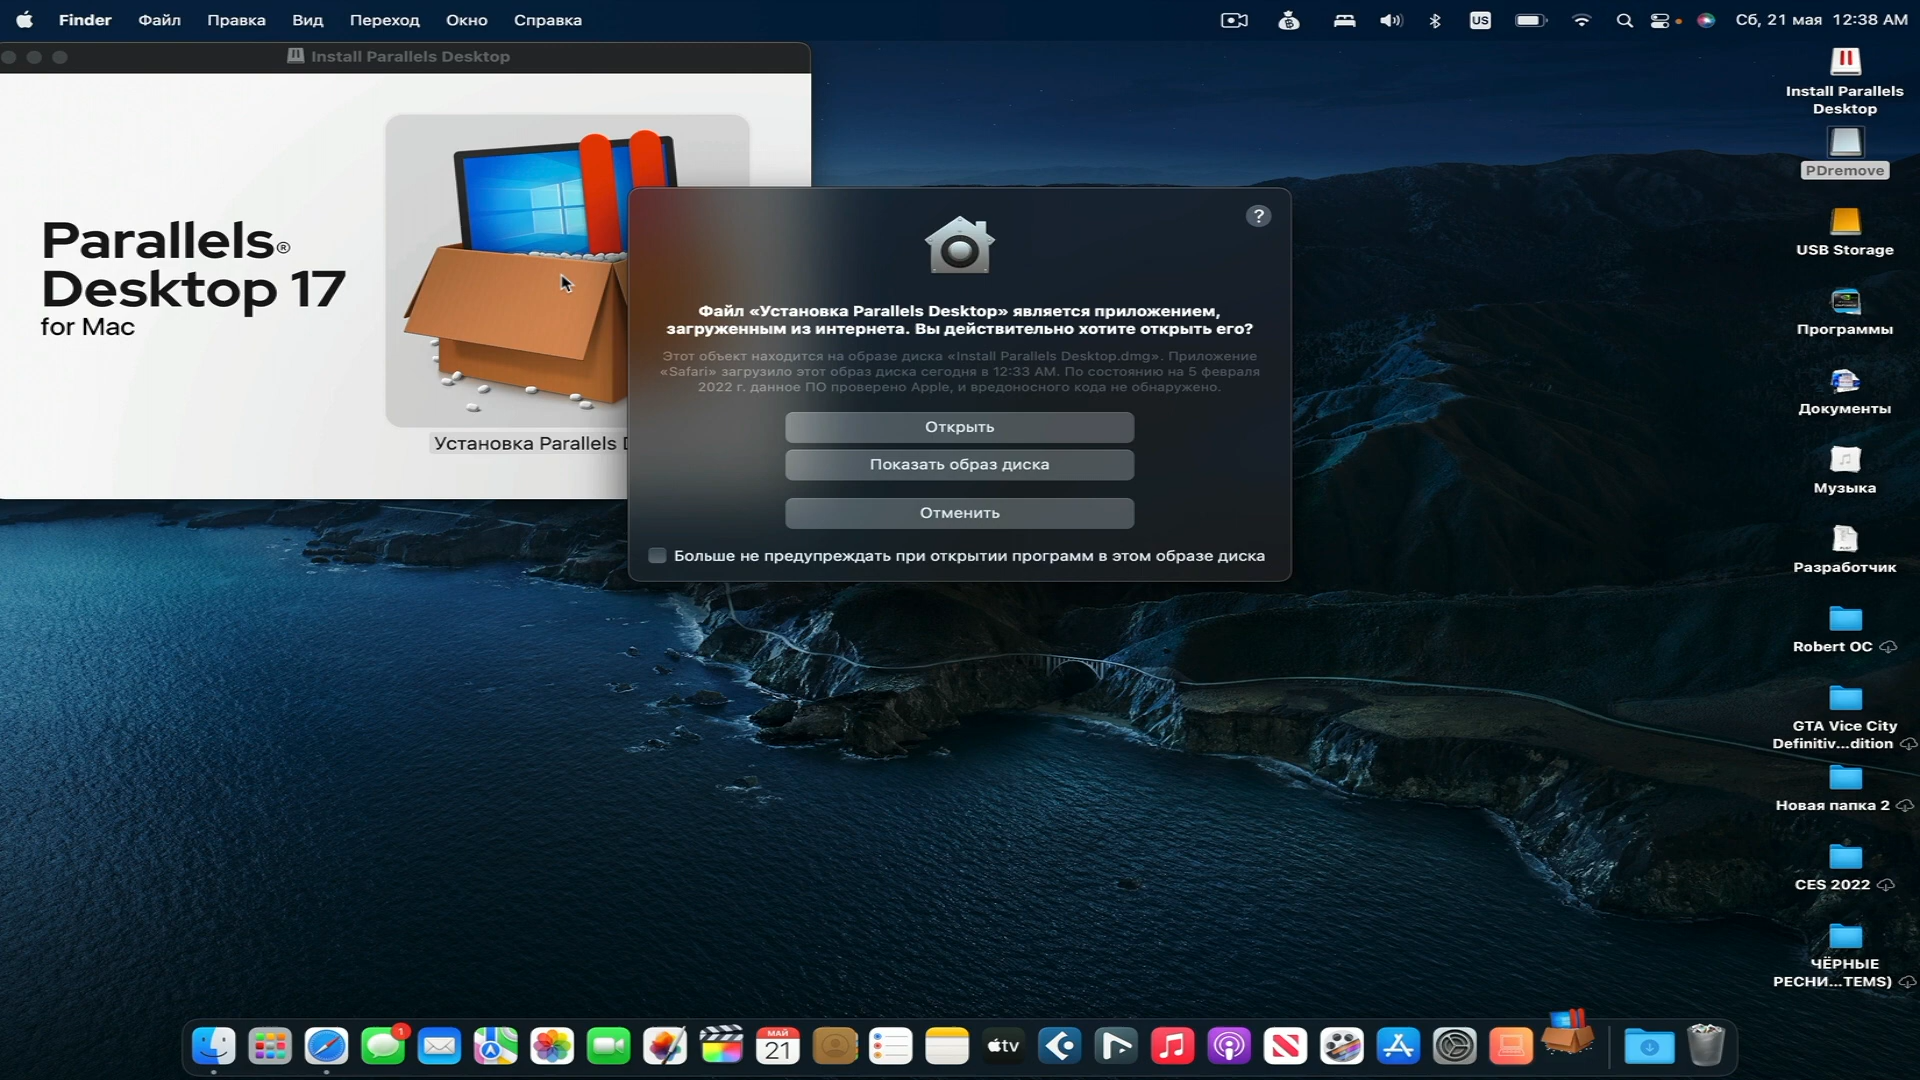 Finder Файл Правка Вид Переход Окно Справка
US
Сб, 21 мая 12:38 AM
Install Parallels Desktop
Parallels®
Desktop 17
for Mac
Установка Parallels
?
Файл «Установка Parallels Desktop» является приложением,
загруженным из интернета. Вы действительно хотите открыть его?
Этот объект находится на образе диска «Install Parallels Desktop.dmg». Приложение
«Safari» загрузило этот образ диска сегодня в 12:33 AM. По состоянию на 5 февраля
2022 г. данное ПО проверено Apple, и вредоносного кода не обнаружено.
Открыть
Показать образ диска
Отменить
Больше не предупреждать при открытии программ в этом образе диска
Install Parallels
Desktop
PDremove
USB Storage
Программы
Документы
Музыка
Разработчик
Robert OC
GTA Vice City
Definitiv...dition
Новая папка 2
CES 2022
ЧЁРНЫЕ
РЕСНИ...TEMS)
1
МАЙ
21
tv